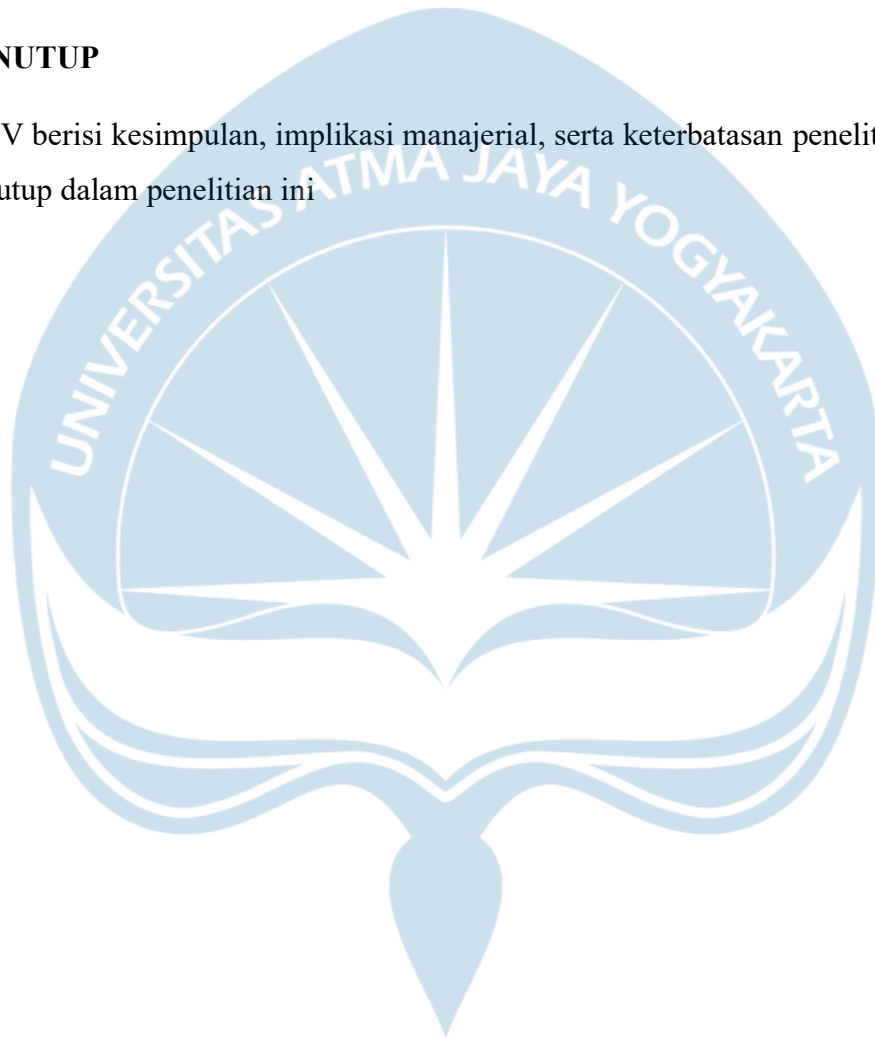 NUTUP
V berisi kesimpulan, implikasi manajerial, serta keterbatasan penelit
utup dalam penelitian ini
UNIVERSITAS ATMA JAYA YOGYAKARTA